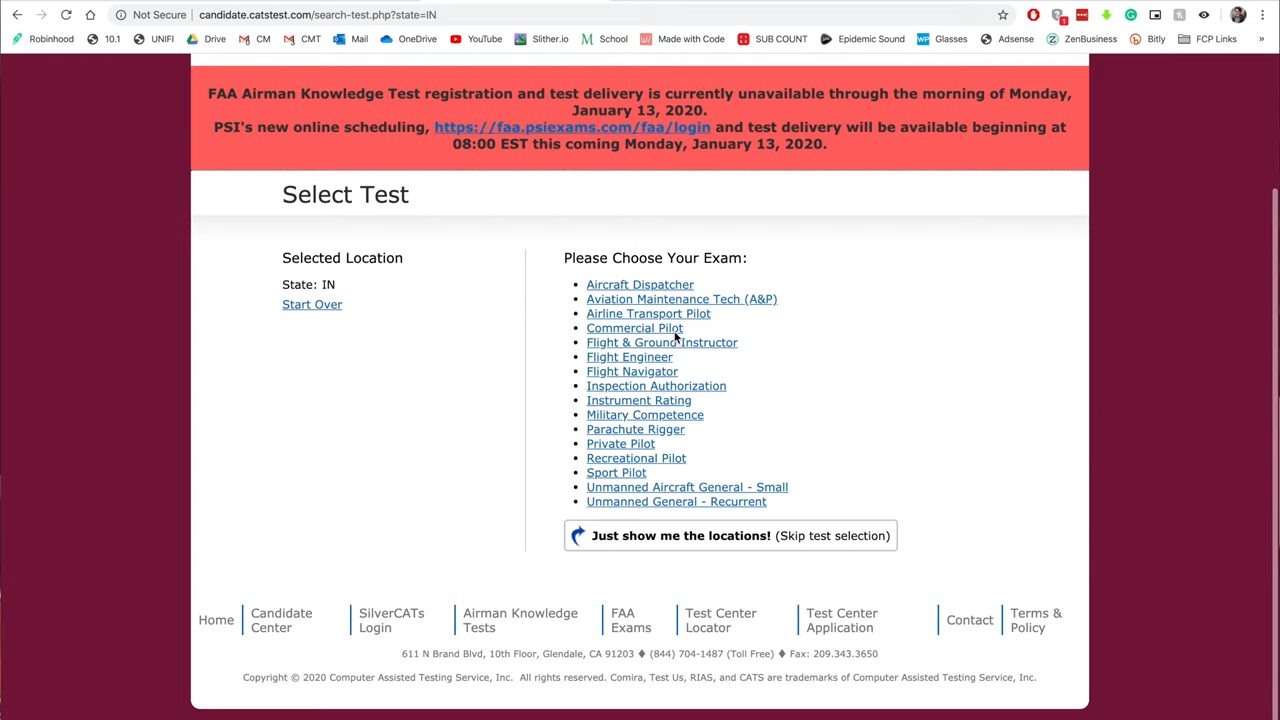 Not Secure
candidate.catstest.com/search-test.php?state=IN
1
Robinhood
10.1
UNIFI
Drive
CM
CMT
Mail
OneDrive
YouTube
Slither.io
School
Made with Code
SUB COUNT
Epidemic Sound
Glasses
Adsense
ZenBusiness
Bitly
FCP Links
»
FAA Airman Knowledge Test registration and test delivery is currently unavailable through the morning of Monday,
January 13, 2020.
PSI's new online scheduling, https://faa.psiexams.com/faa/login and test delivery will be available beginning at
08:00 EST this coming Monday, January 13, 2020.
Select Test
Selected Location
State: IN
Start Over
Please Choose Your Exam:
Aircraft Dispatcher
Aviation Maintenance Tech (A&P)
Airline Transport Pilot
Commercial Pilot
Flight & Ground Instructor
Flight Engineer
Flight Navigator
Inspection Authorization
Instrument Rating
Military Competence
Parachute Rigger
Private Pilot
Recreational Pilot
Sport Pilot
Unmanned Aircraft General - Small
Unmanned General - Recurrent
Just show me the locations! (Skip test selection)
Home
Candidate
Center
SilverCATs
Login
Airman Knowledge
Tests
FAA
Exams
Test Center
Locator
Test Center
Application
Contact
Terms &
Policy
611 N Brand Blvd, 10th Floor, Glendale, CA 91203 ♦ (844) 704-1487 (Toll Free) ♦ Fax: 209.343.3650
Copyright © 2020 Computer Assisted Testing Service, Inc. All rights reserved. Comira, Test Us, RIAS, and CATS are trademarks of Computer Assisted Testing Service, Inc.